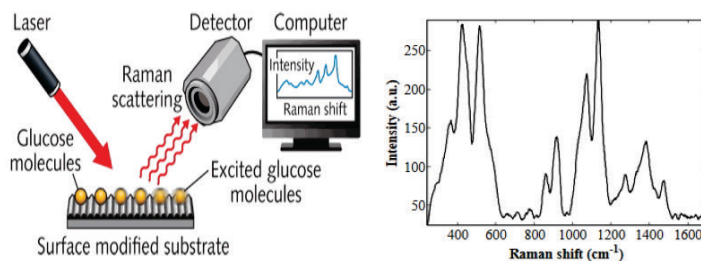 Laser
Detector
Computer
Raman
scattering
Intensity
Raman shift
Glucose
molecules
Excited glucose
molecules
Surface modified substrate
Intensity (a.u.)
250
200
150
100
50
400
600
800
1000
1200
1400
1600
Raman shift (cm⁻¹)